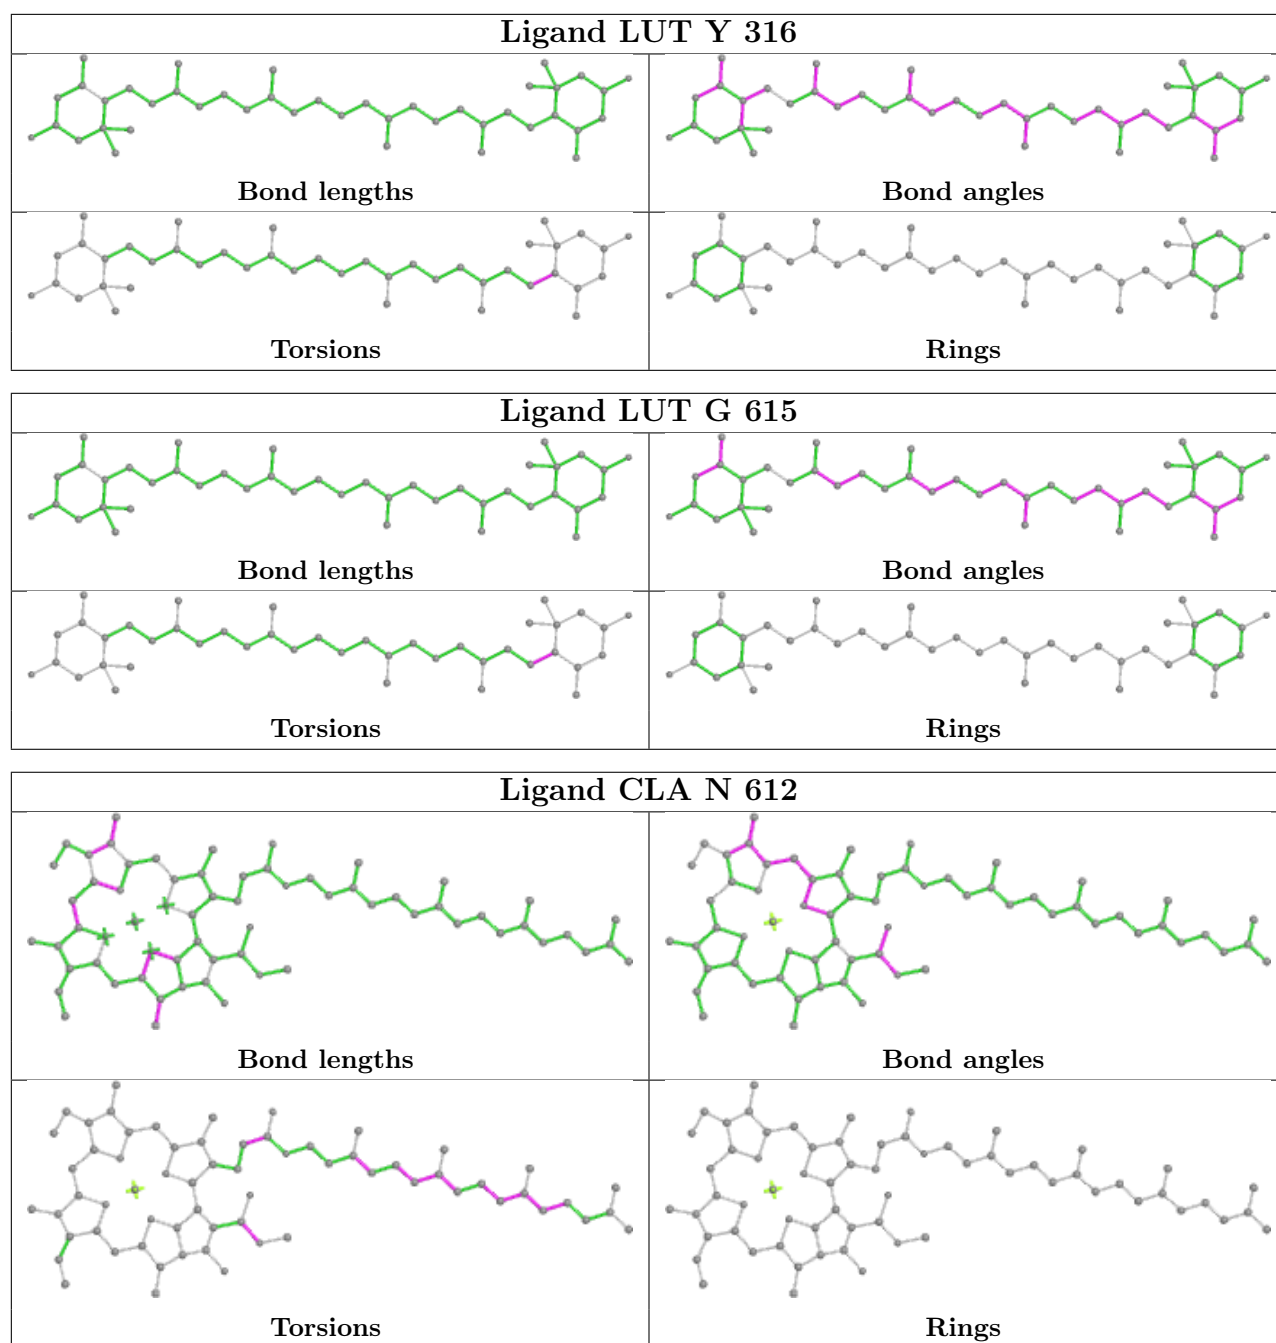 Ligand LUT Y 316
Bond lengths
Bond angles
Torsions
Rings
Ligand LUT G 615
Bond lengths
Bond angles
Torsions
Rings
Ligand CLA N 612
Bond lengths
Bond angles
Torsions
Rings